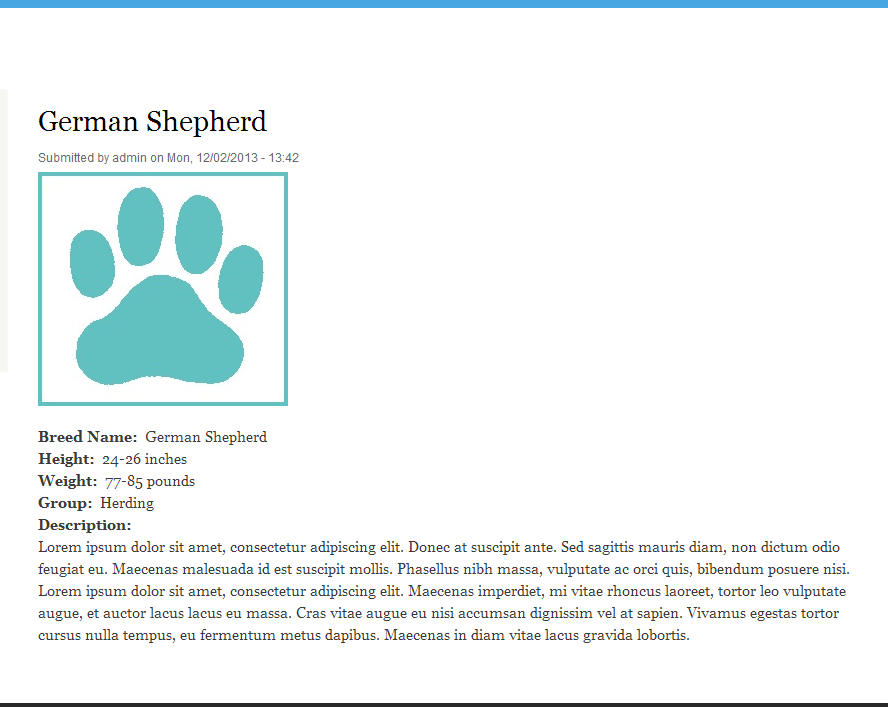 German Shepherd
Submitted by admin on Mon, 12/02/2013 - 13:42
Breed Name: German Shepherd
Height: 24-26 inches
Weight: 77-85 pounds
Group: Herding
Description:
Lorem ipsum dolor sit amet, consectetur adipiscing elit. Donec at suscipit ante. Sed sagittis mauris diam, non dictum odio
feugiat eu. Maecenas malesuada id est suscipit mollis. Phasellus nibh massa, vulputate ac orci quis, bibendum posuere nisi.
Lorem ipsum dolor sit amet, consectetur adipiscing elit. Maecenas imperdiet, mi vitae rhoncus laoreet, tortor leo vulputate
augue, et auctor lacus lacus eu massa. Cras vitae augue eu nisi accumsan dignissim vel at sapien. Vivamus egestas tortor
cursus nulla tempus, eu fermentum metus dapibus. Maecenas in diam vitae lacus gravida lobortis.